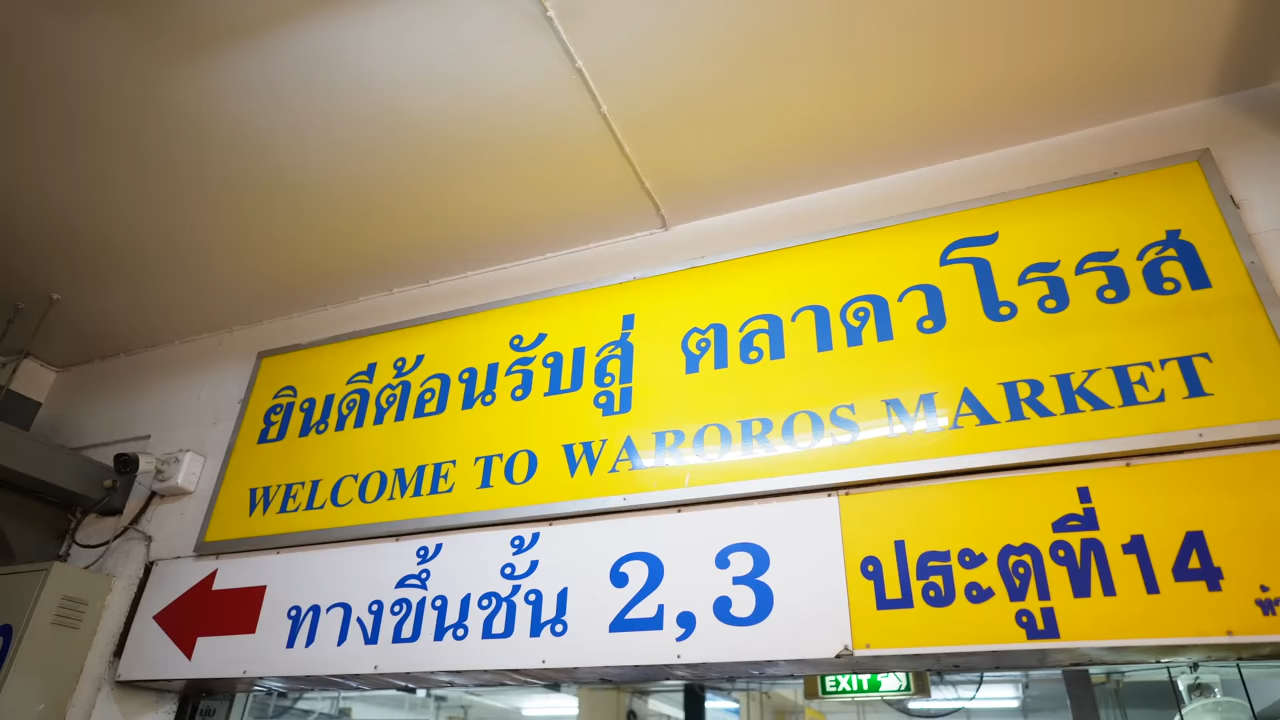 ยินดีต้อนรับสู่ ตลาดวโรรส
WELCOME TO WAROROS MARKET
ทางขึ้นชั้น 2,3
ประตูที่ 14
EXIT